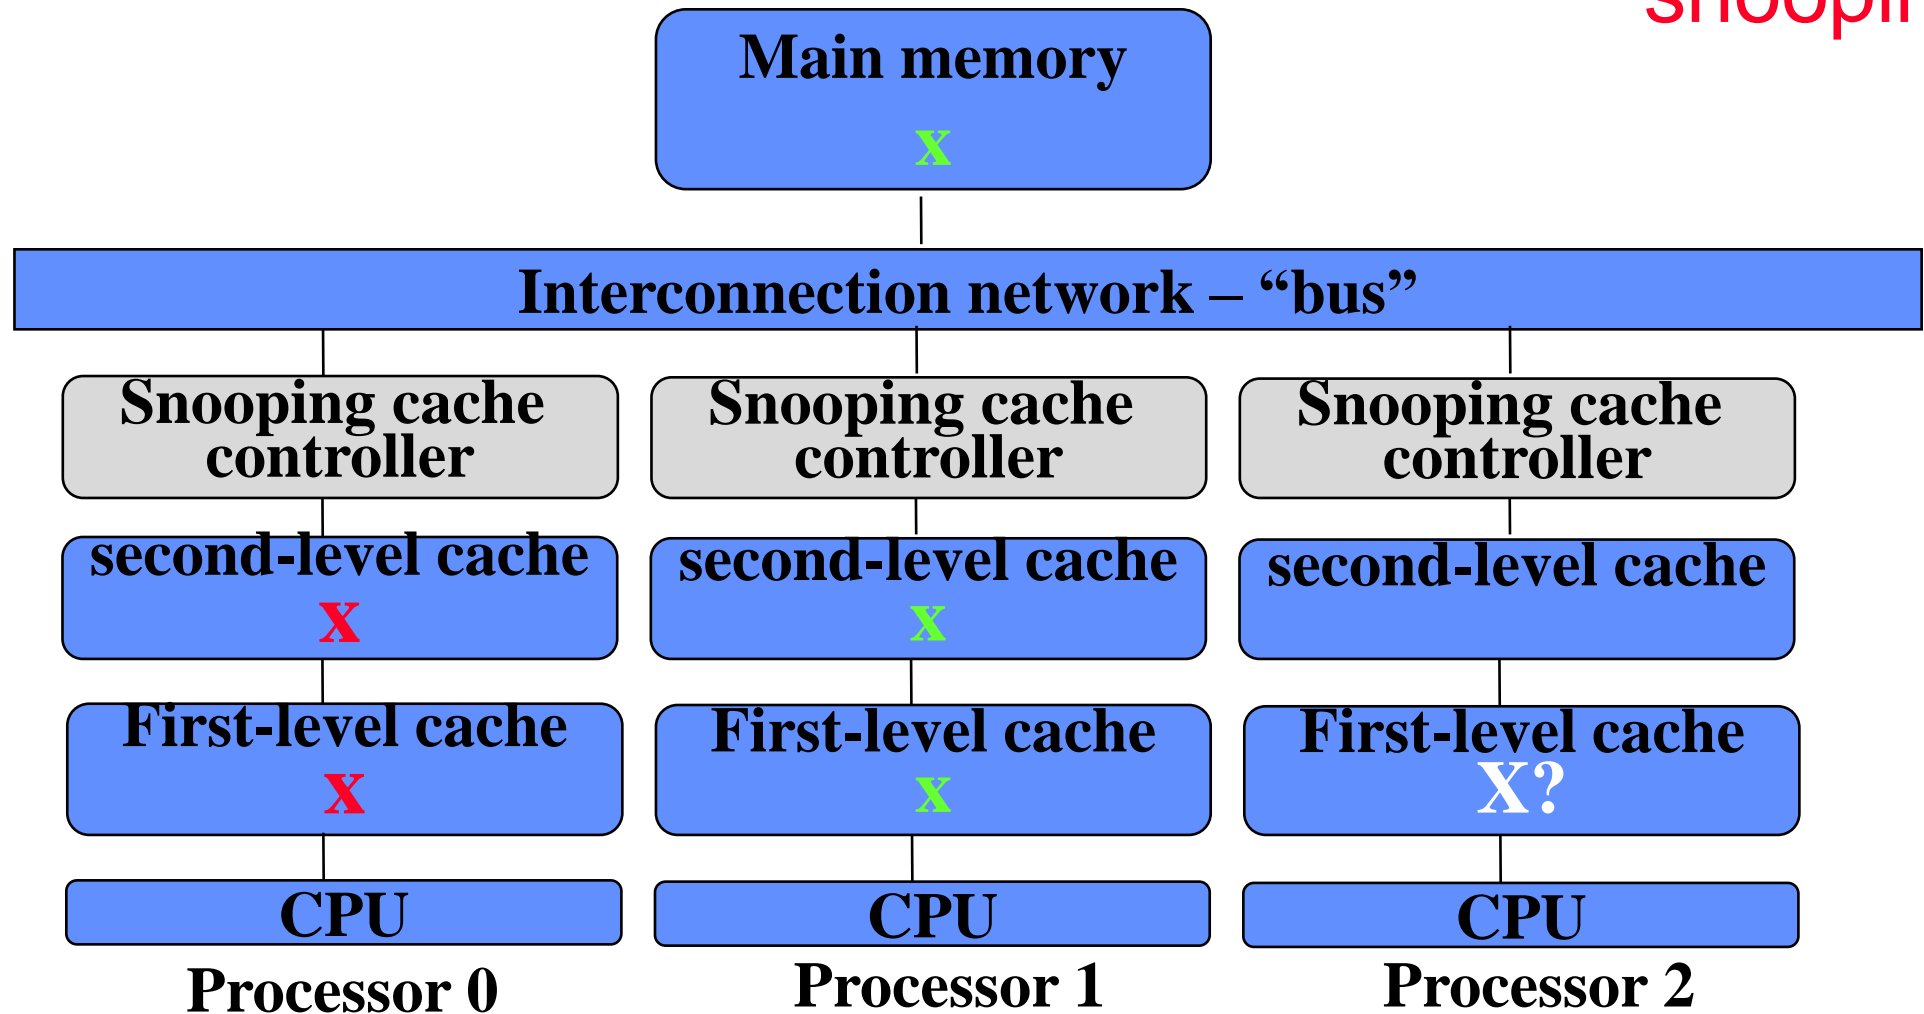 Main memory
x
Interconnection network – “bus”
Snooping cache
controller
Snooping cache
controller
Snooping cache
controller
second-level cache
x
second-level cache
x
second-level cache
First-level cache
x
First-level cache
x
First-level cache
X?
CPU
CPU
CPU
Processor 0
Processor 1
Processor 2